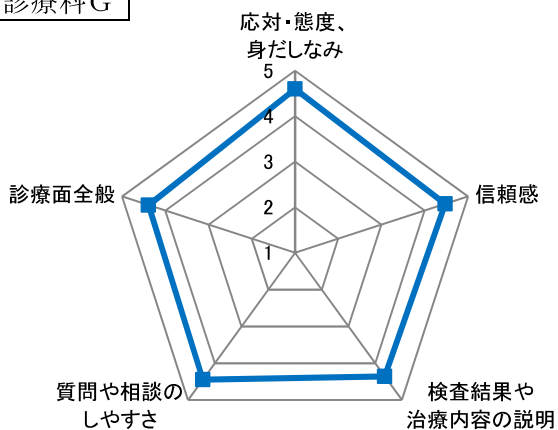 診療科G
応対・態度、
身だしなみ
5
4
3
2
1
診療面全般
信頼感
質問や相談の
しやすさ
検査結果や
治療内容の説明